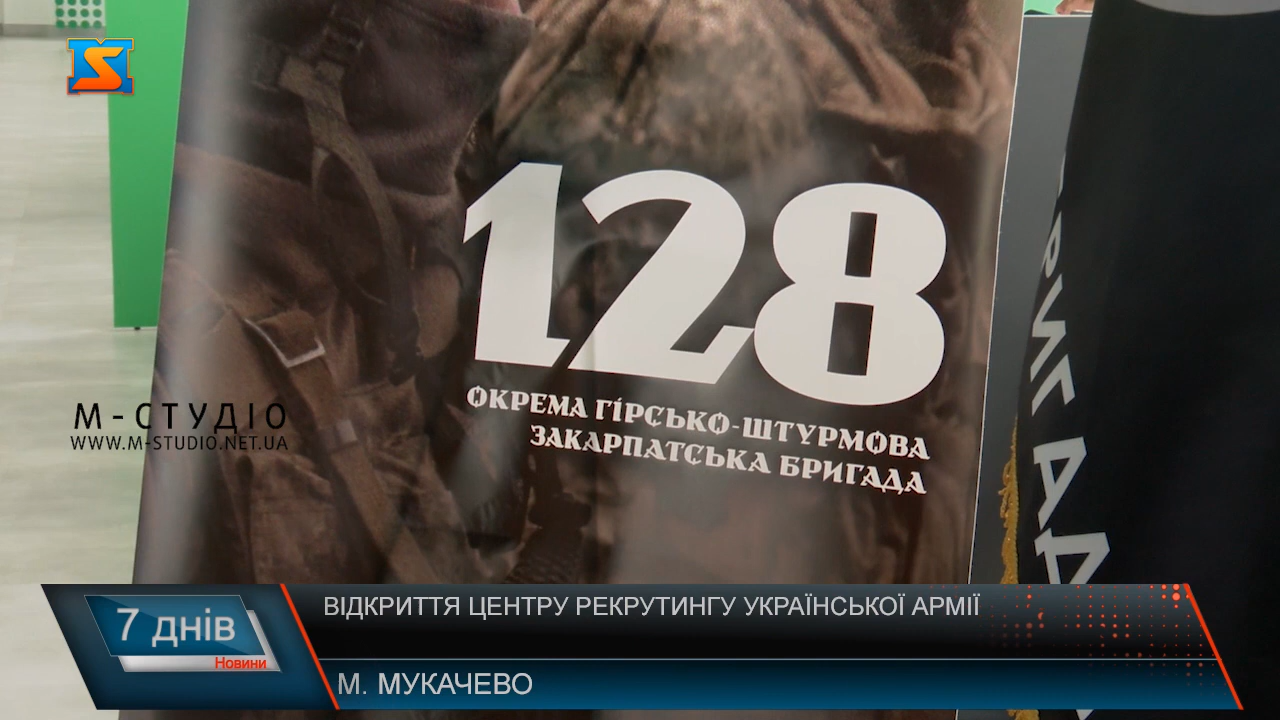 128
ОКРЕМА ГІРСЬКО-ШТУРМОВА
ЗАКАРПАТСЬКА БРИГАДА
М-СТУДІО
WWW.M-STUDIO.NET.UA
7 днів
Новини
ВІДКРИТТЯ ЦЕНТРУ РЕКРУТИНГУ УКРАЇНСЬКОЇ АРМІЇ
М. МУКАЧЕВО